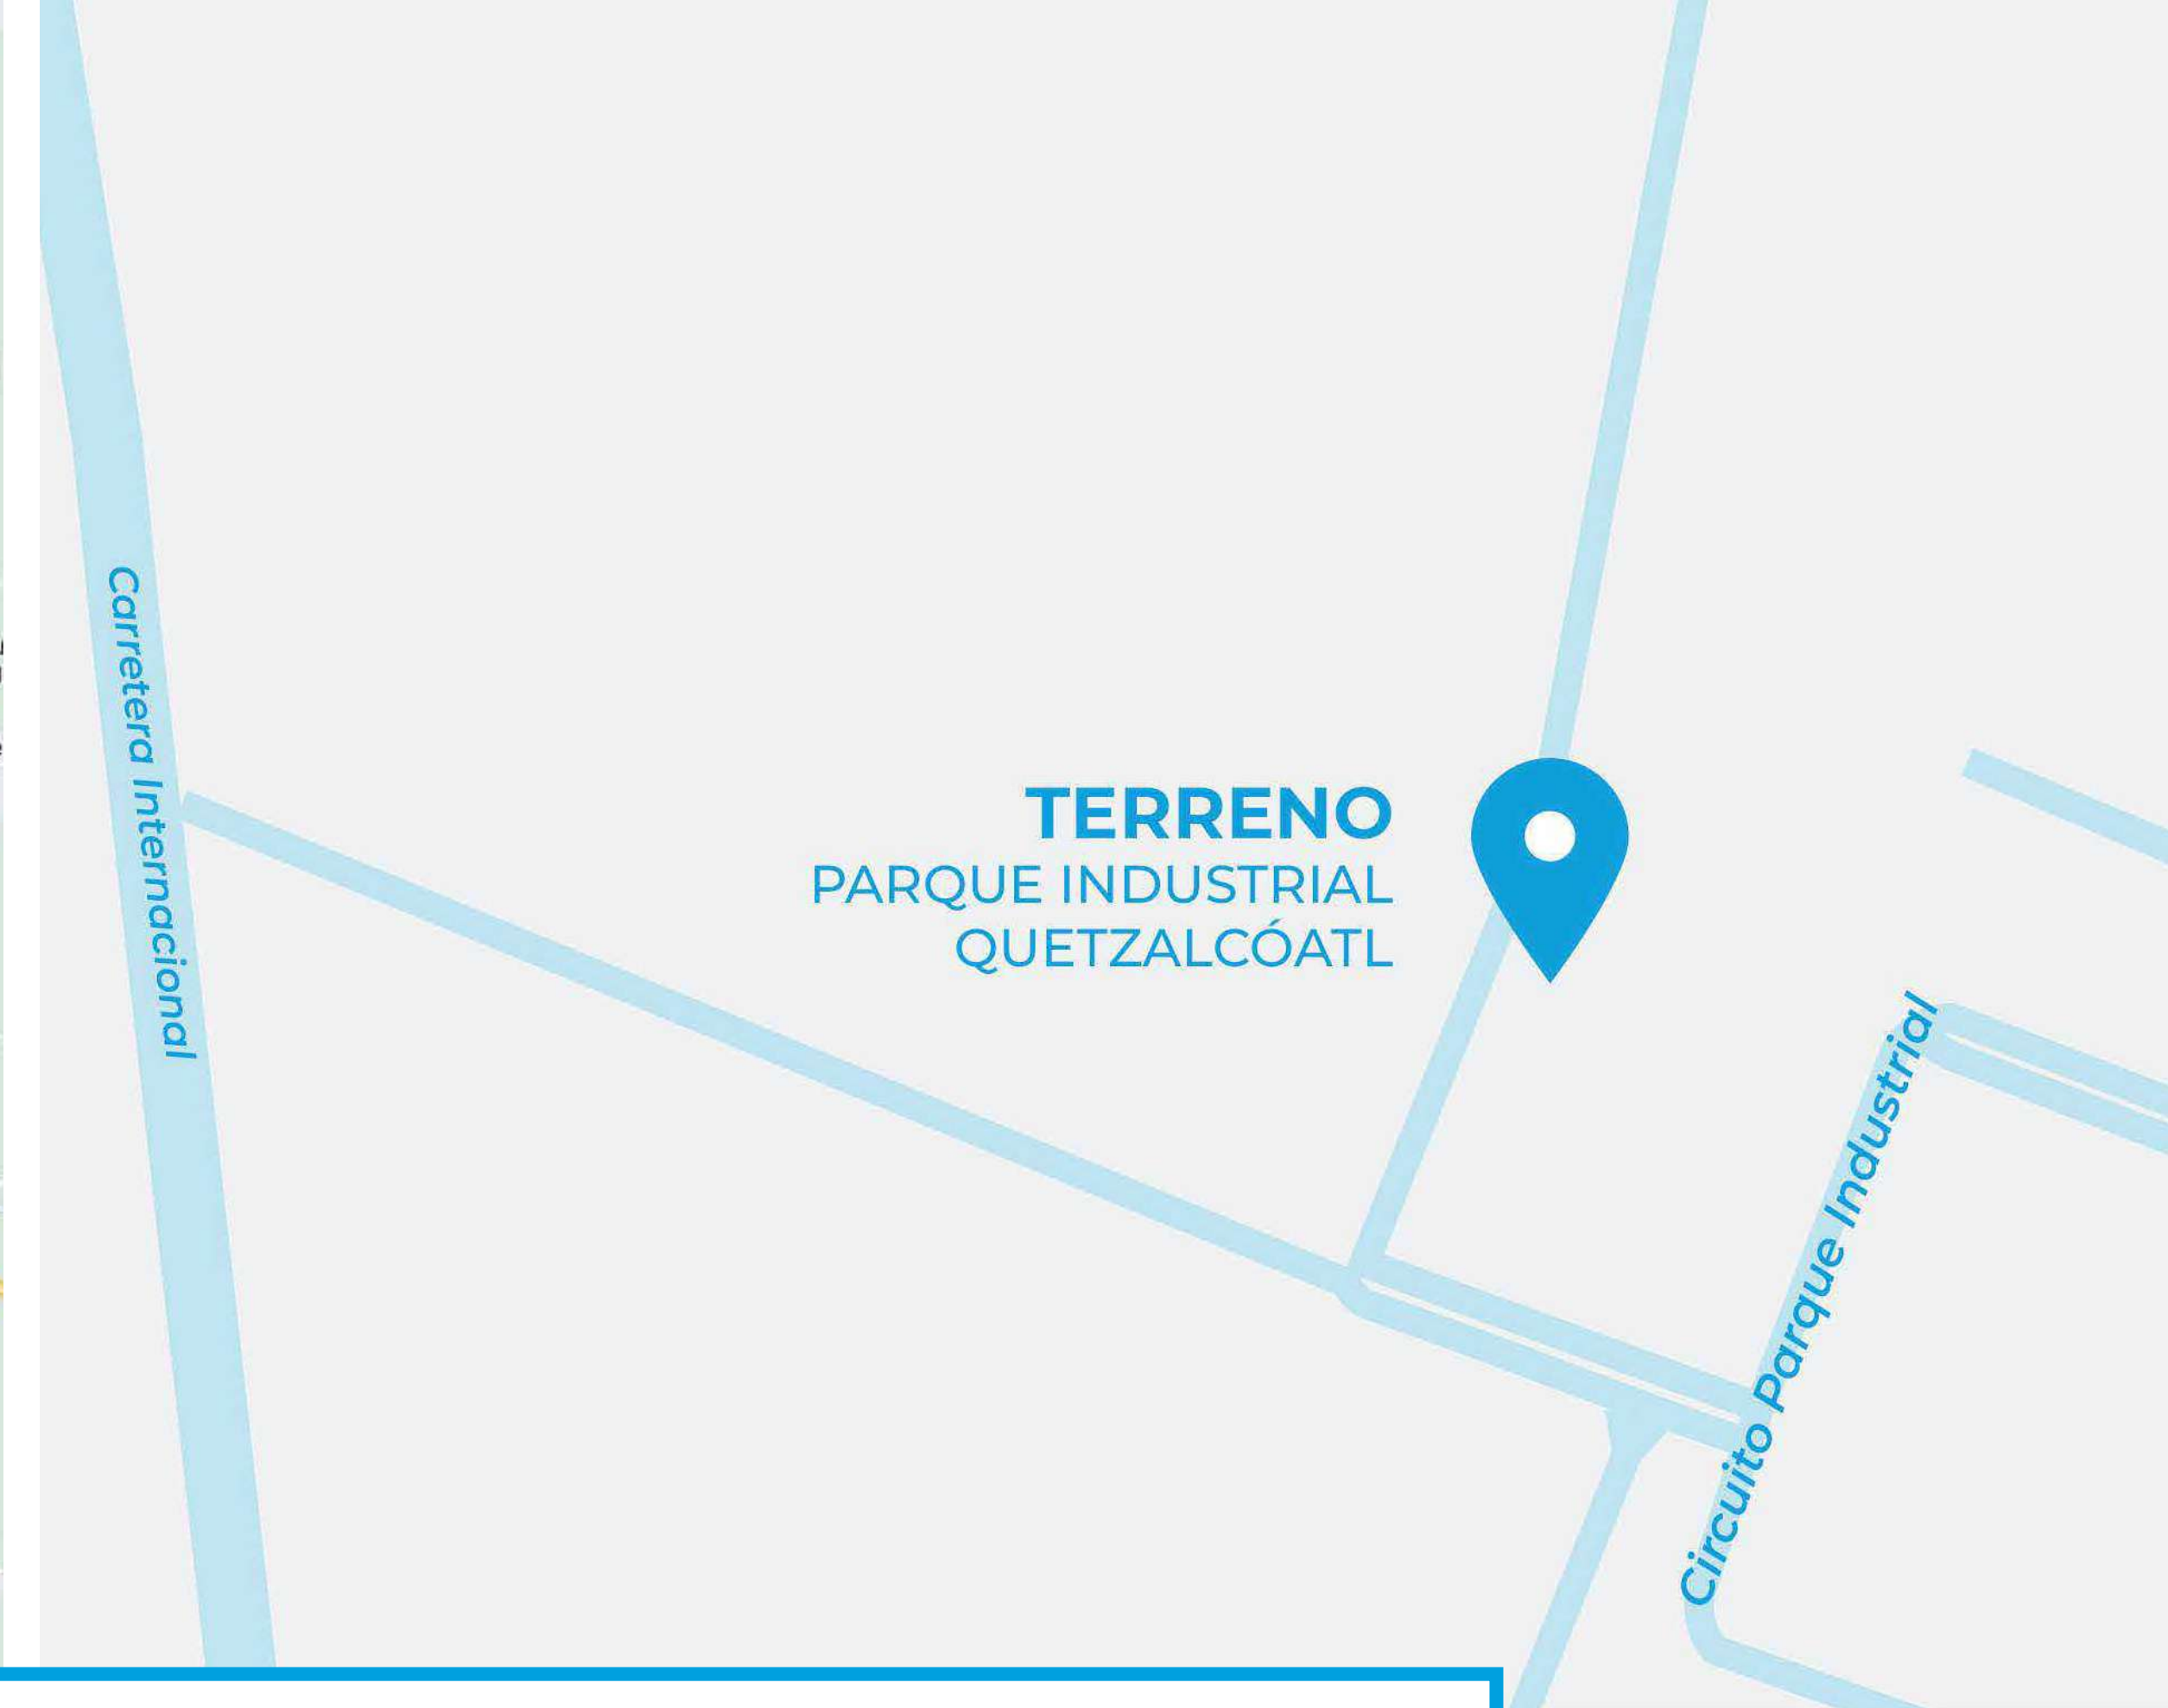 Carretera Internacional
TERRENO
PARQUE INDUSTRIAL
QUETZALCÓATL
Circuito Parque Industrial